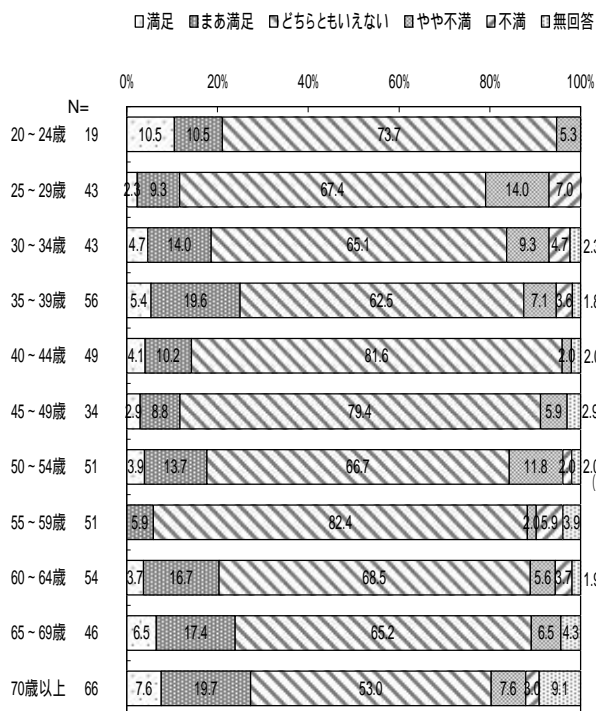 満足 まあ満足 どちらともいえない やや不満 不満 無回答
0% 20% 40% 60% 80% 100%
N=
20~24歳 19 10.5 10.5 73.7 5.3
25~29歳 43 2.3 9.3 67.4 14.0 7.0
30~34歳 43 4.7 14.0 65.1 9.3 4.7 2.3
35~39歳 56 5.4 19.6 62.5 7.1 3.6 1.8
40~44歳 49 4.1 10.2 81.6 2.0 2.0
45~49歳 34 2.9 8.8 79.4 5.9 2.9
50~54歳 51 3.9 13.7 66.7 11.8 2.0 2.0
55~59歳 51 5.9 82.4 2.0 5.9 3.9
60~64歳 54 3.7 16.7 68.5 5.6 3.7 1.9
65~69歳 46 6.5 17.4 65.2 6.5 4.3
70歳以上 66 7.6 19.7 53.0 7.6 3.0 9.1